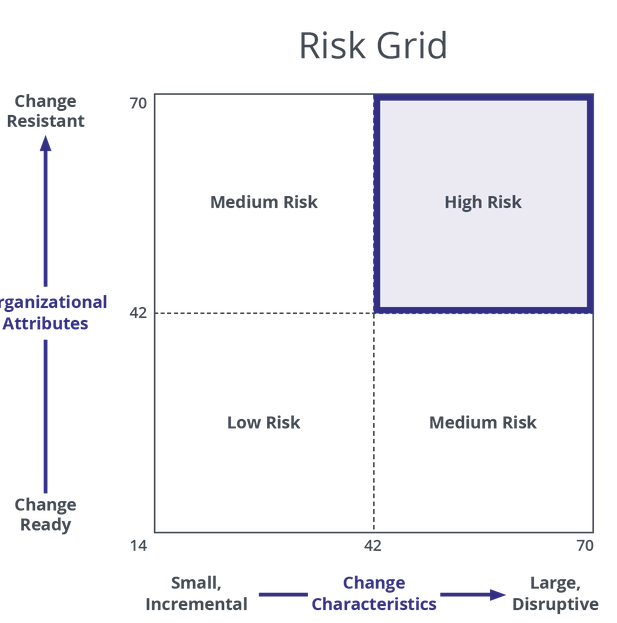 Risk Grid
Change
Resistant
70
Medium Risk
High Risk
rganizational
Attributes
42
Low Risk
Medium Risk
Change
Ready
14
42
70
Small,
Incremental
Change
Characteristics
Large,
Disruptive